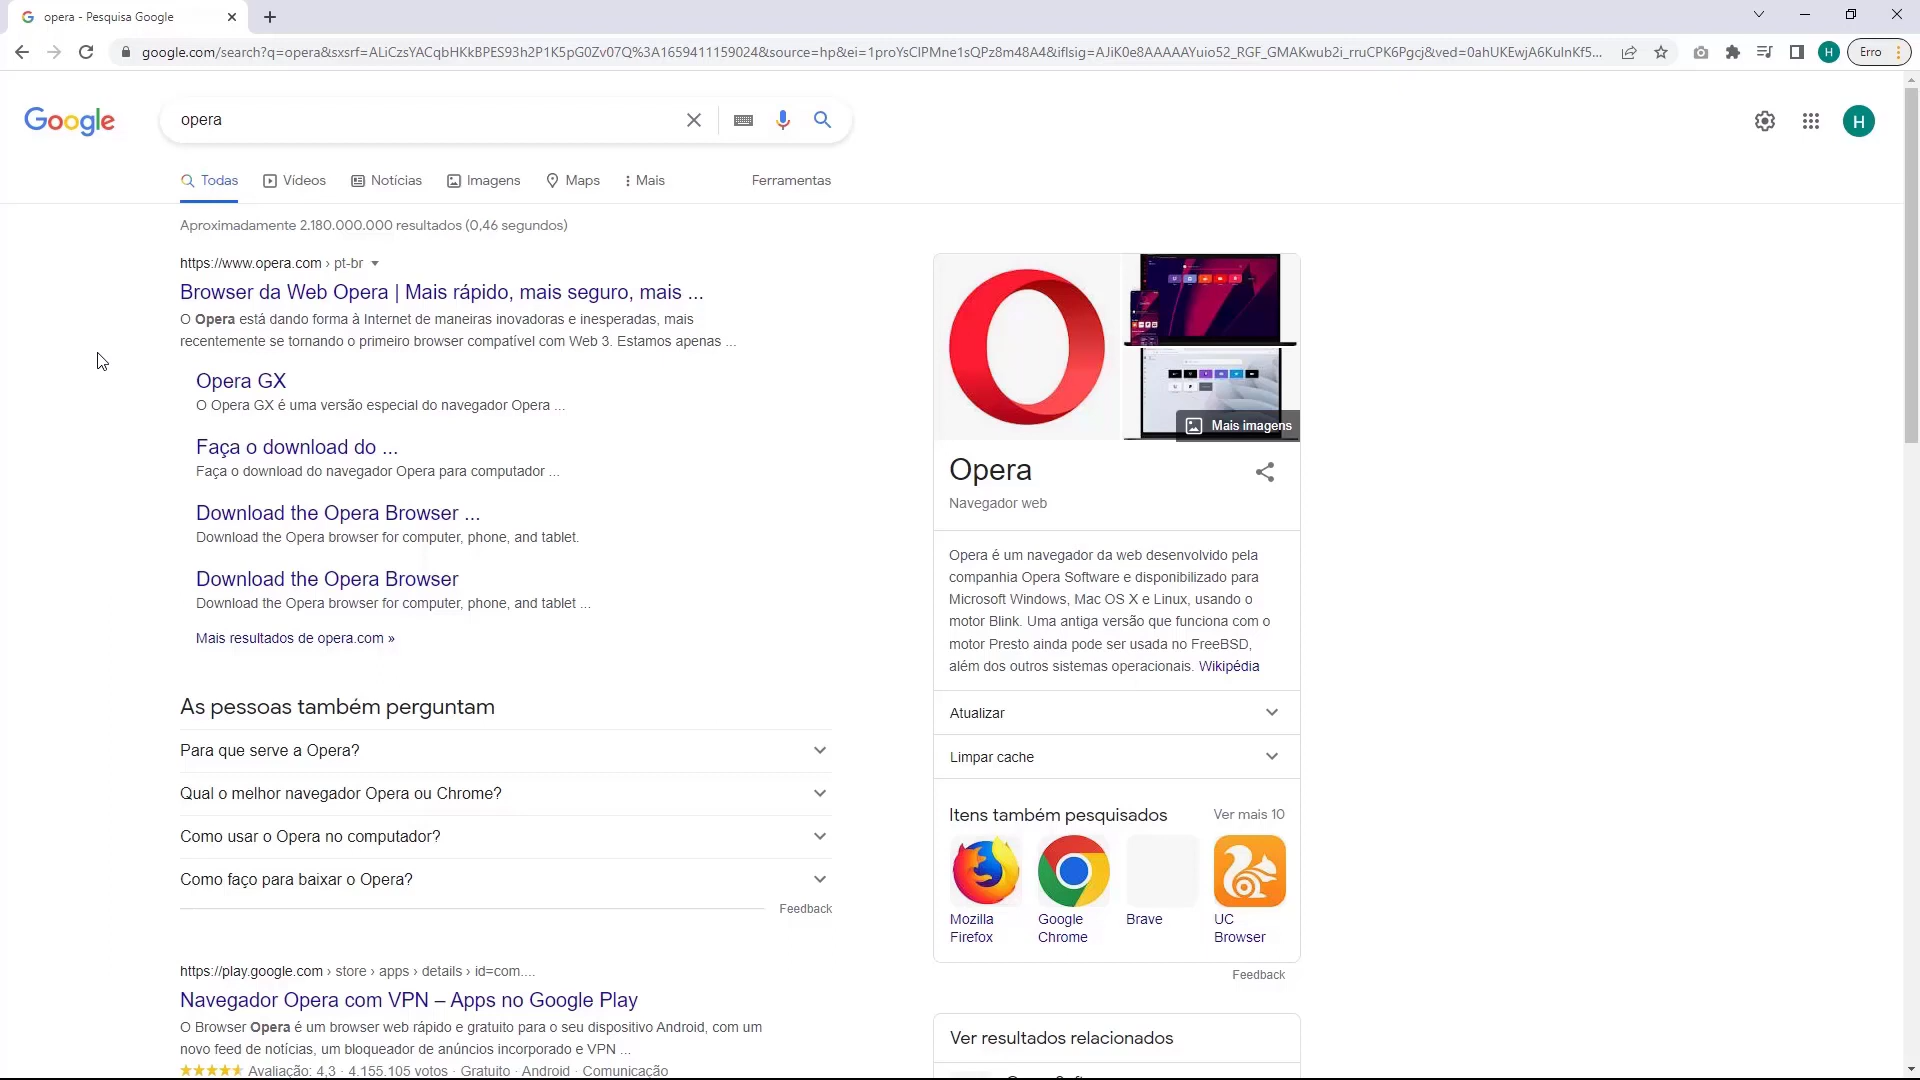 opera - Pesquisa Google
google.com/search?q=opera&sxsrf=ALiCzsYACqbHKkBPES93h2P1K5pG0Zv07Q%3A1659411159024&source=hp&ei=1proYsClPMne1sQPz8m48A4&iflsig=AJiK0e8AAAAAYuio52_RGF_GMAKwub2i_rruCPK6Pgcj&ved=0ahUKEwjA6KuInKf5...
H
Erro
Google
opera
H
Todas
Vídeos
Notícias
Imagens
Maps
Mais
Ferramentas
Aproximadamente 2.180.000.000 resultados (0,46 segundos)
https://www.opera.com › pt-br
Browser da Web Opera | Mais rápido, mais seguro, mais ...
O Opera está dando forma à Internet de maneiras inovadoras e inesperadas, mais
recentemente se tornando o primeiro browser compatível com Web 3. Estamos apenas ...
Opera GX
O Opera GX é uma versão especial do navegador Opera ...
Faça o download do ...
Faça o download do navegador Opera para computador ...
Download the Opera Browser ...
Download the Opera browser for computer, phone, and tablet.
Download the Opera Browser
Download the Opera browser for computer, phone, and tablet ...
Mais resultados de opera.com »
As pessoas também perguntam
Para que serve a Opera?
Qual o melhor navegador Opera ou Chrome?
Como usar o Opera no computador?
Como faço para baixar o Opera?
Feedback
https://play.google.com › store › apps › details › id=com....
Navegador Opera com VPN – Apps no Google Play
O Browser Opera é um browser web rápido e gratuito para o seu dispositivo Android, com um
novo feed de notícias, um bloqueador de anúncios incorporado e VPN ...
Avaliação: 4,3 · 4.155.105 votos · Gratuito · Android · Comunicação
Mais imagens
Opera
Navegador web
Opera é um navegador da web desenvolvido pela
companhia Opera Software e disponibilizado para
Microsoft Windows, Mac OS X e Linux, usando o
motor Blink. Uma antiga versão que funciona com o
motor Presto ainda pode ser usada no FreeBSD,
além dos outros sistemas operacionais. Wikipédia
Atualizar
Limpar cache
Itens também pesquisados
Ver mais 10
Mozilla
Firefox
Google
Chrome
Brave
UC
Browser
Feedback
Ver resultados relacionados